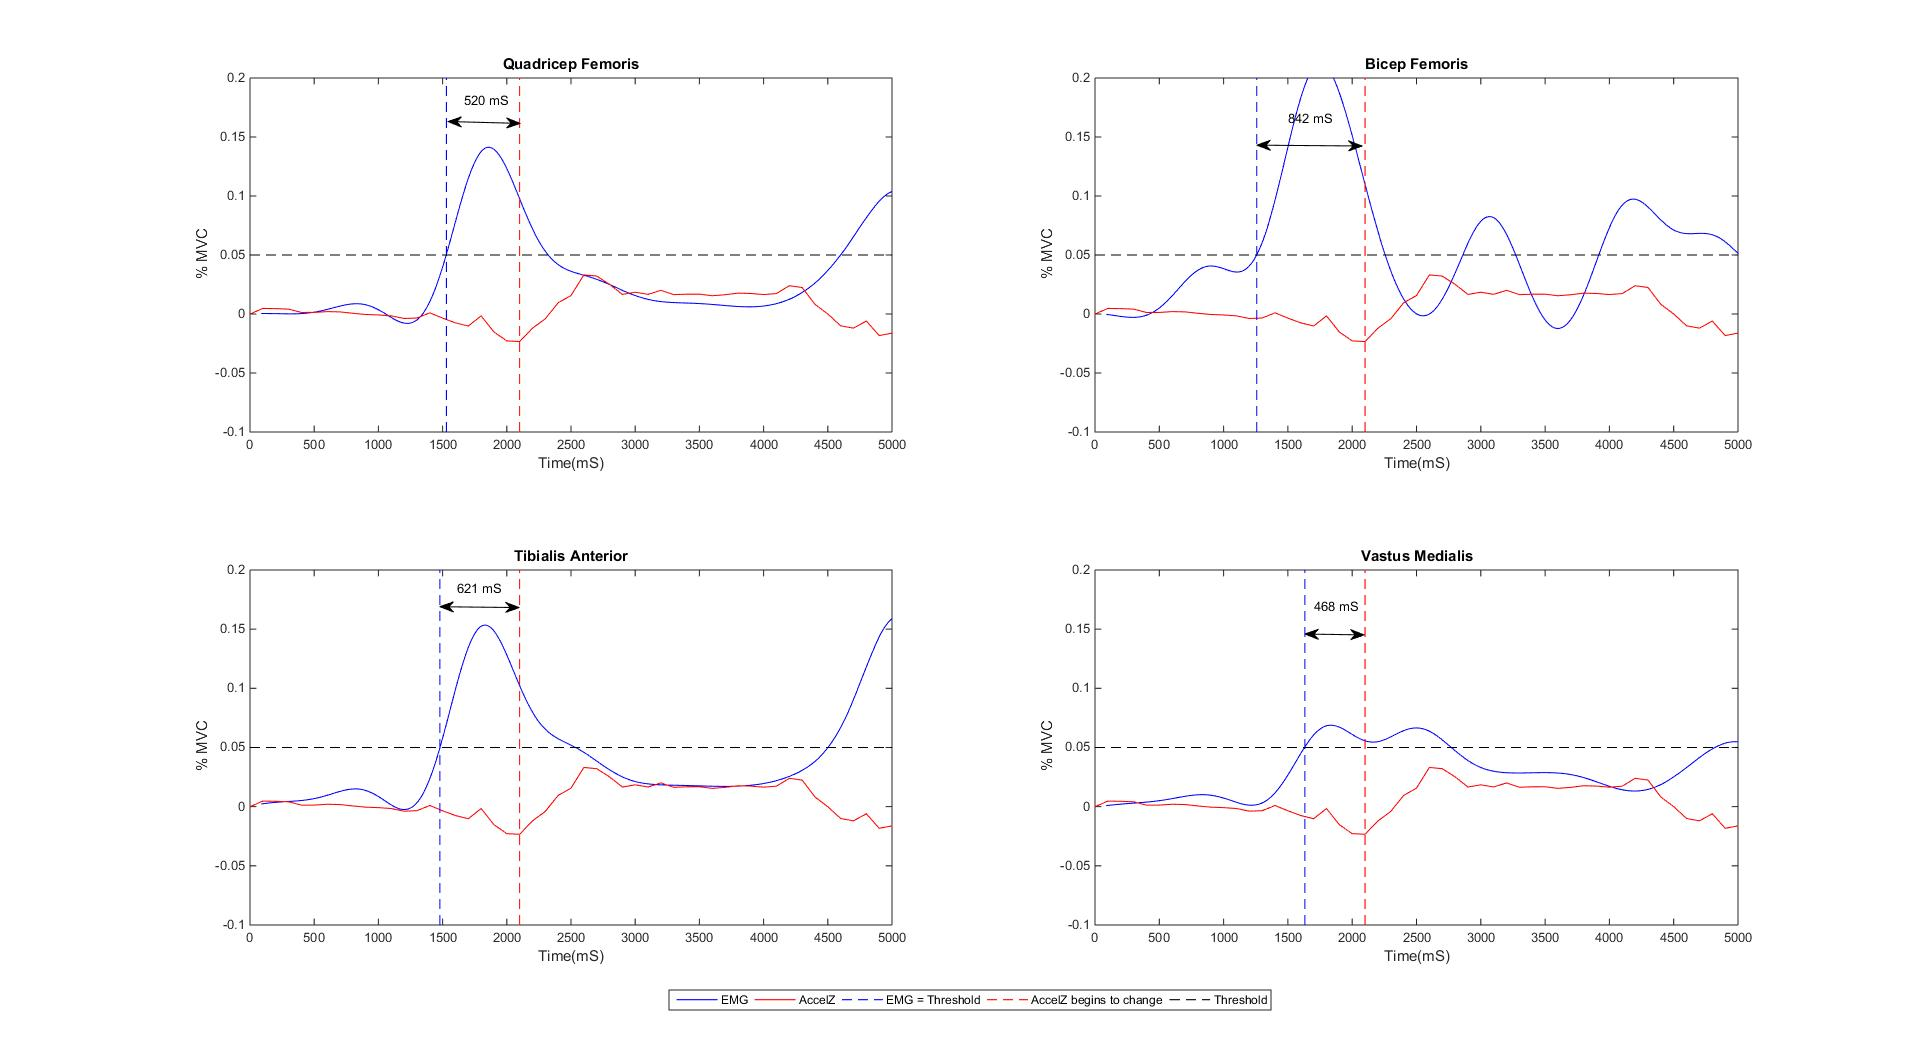 Quadricep Femoris
520 mS
% MVC
0.2
0.15
0.1
0.05
0
-0.05
-0.1
0 500 1000 1500 2000 2500 3000 3500 4000 4500 5000
Time(mS)
Bicep Femoris
842 mS
% MVC
0.2
0.15
0.1
0.05
0
-0.05
-0.1
0 500 1000 1500 2000 2500 3000 3500 4000 4500 5000
Time(mS)
Tibialis Anterior
621 mS
% MVC
0.2
0.15
0.1
0.05
0
-0.05
-0.1
0 500 1000 1500 2000 2500 3000 3500 4000 4500 5000
Time(mS)
Vastus Medialis
468 mS
% MVC
0.2
0.15
0.1
0.05
0
-0.05
-0.1
0 500 1000 1500 2000 2500 3000 3500 4000 4500 5000
Time(mS)
EMG AccelZ EMG = Threshold AccelZ begins to change Threshold